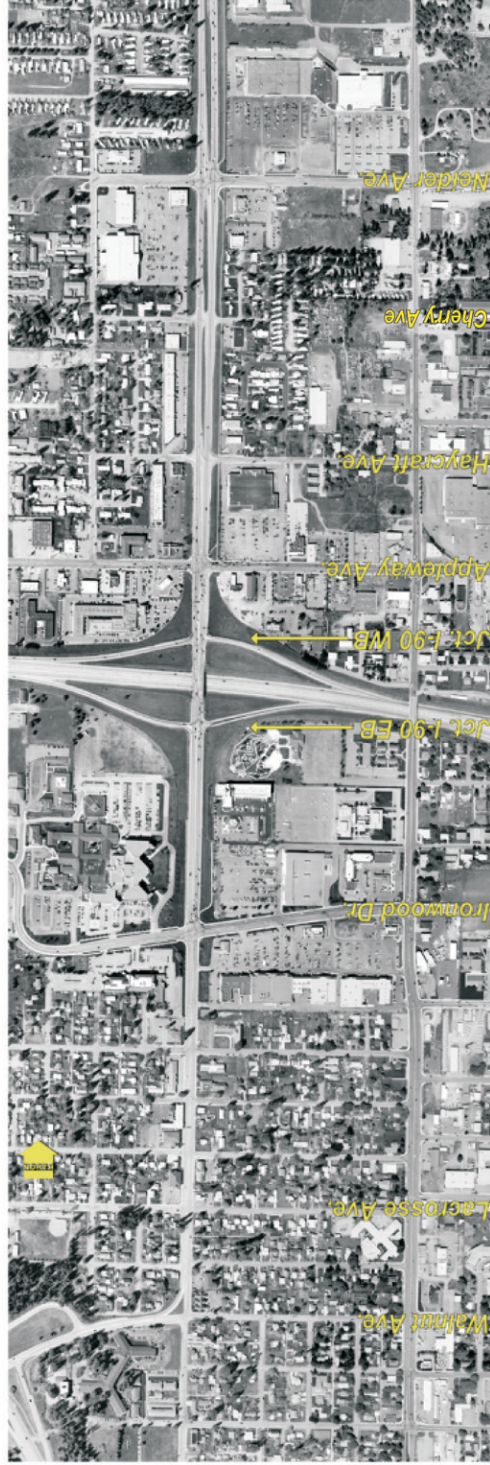 Neider Ave.
Cherry Ave
Haycraft Ave.
Appleway Ave.
Jct. I-90 WB
Jct. I-90 EB
Ironwood Dr.
Lacrosse Ave.
Walnut Ave.